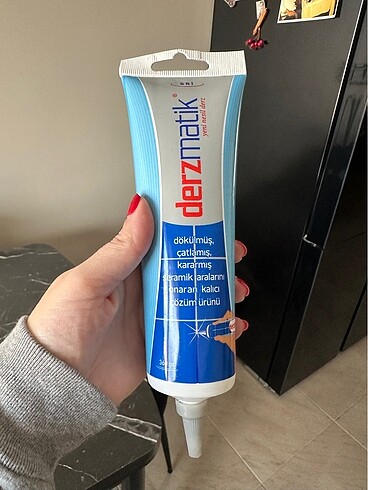 derzmatik®
yeni nesil derz
dökülmüş,
çatlamış,
kararmış
seramik aralarını
onaran kalıcı
çözüm ürünü